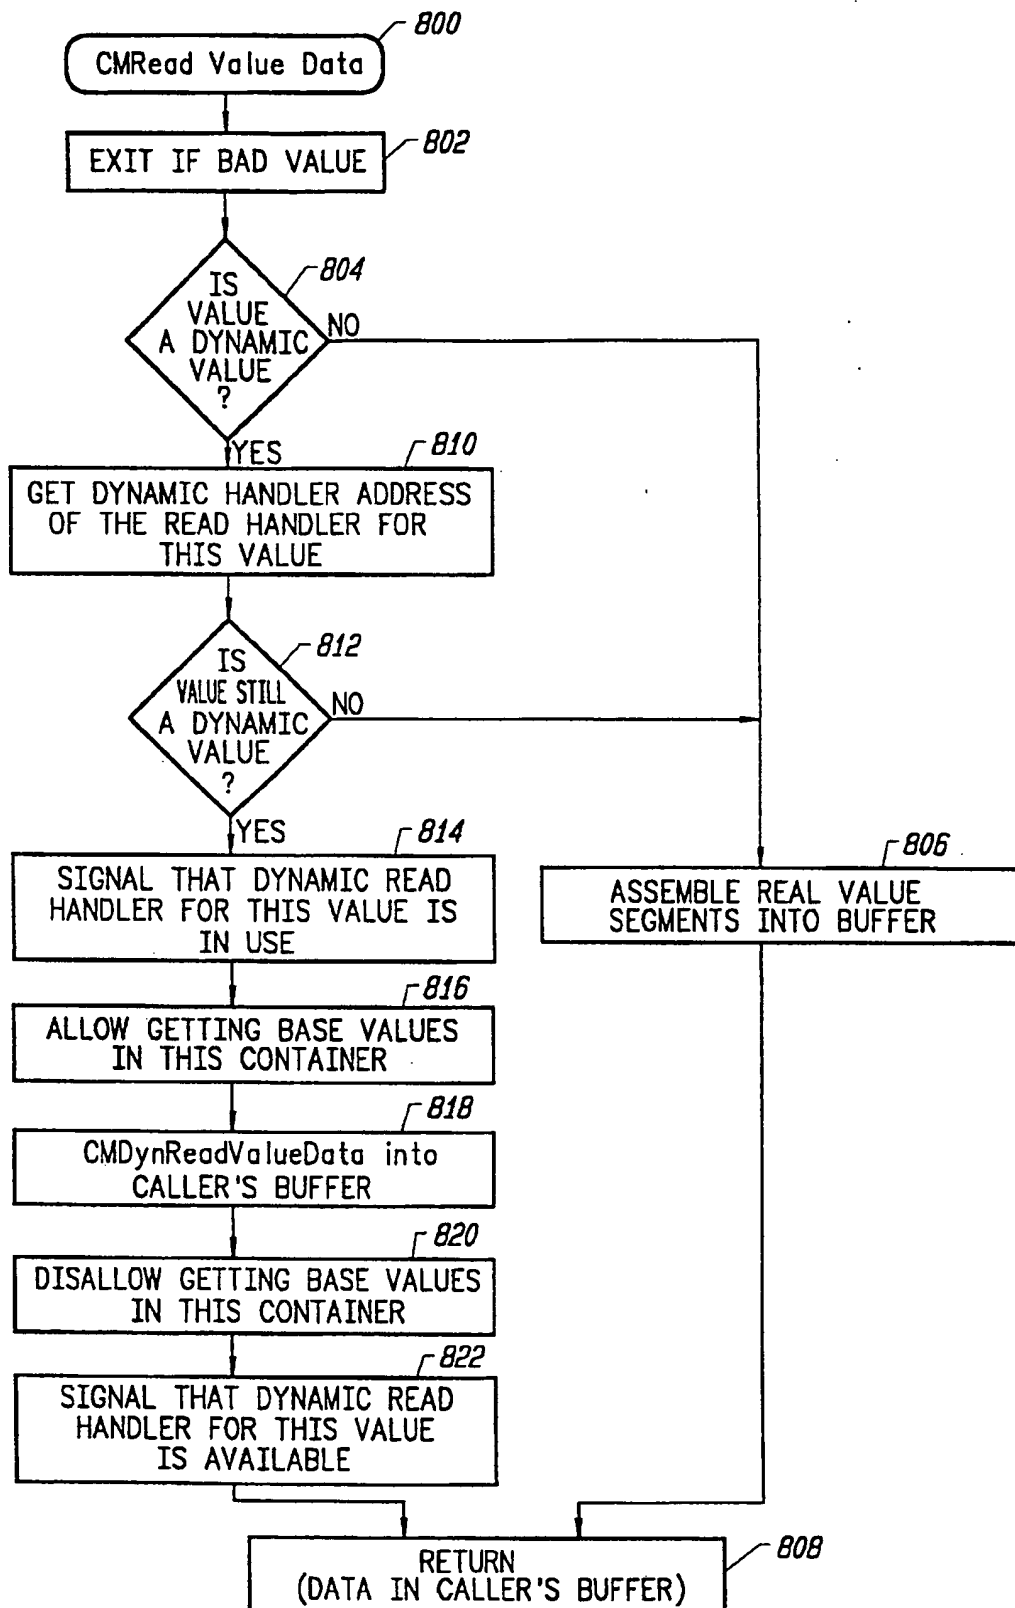 800
CMRead Value Data
802
EXIT IF BAD VALUE
804
IS
VALUE
A DYNAMIC
VALUE
?
NO
YES
810
GET DYNAMIC HANDLER ADDRESS
OF THE READ HANDLER FOR
THIS VALUE
812
IS
VALUE STILL
A DYNAMIC
VALUE
?
NO
YES
814
SIGNAL THAT DYNAMIC READ
HANDLER FOR THIS VALUE IS
IN USE
806
ASSEMBLE REAL VALUE
SEGMENTS INTO BUFFER
816
ALLOW GETTING BASE VALUES
IN THIS CONTAINER
818
CMDynReadValueData into
CALLER'S BUFFER
820
DISALLOW GETTING BASE VALUES
IN THIS CONTAINER
822
SIGNAL THAT DYNAMIC READ
HANDLER FOR THIS VALUE
IS AVAILABLE
808
RETURN
(DATA IN CALLER'S BUFFER)